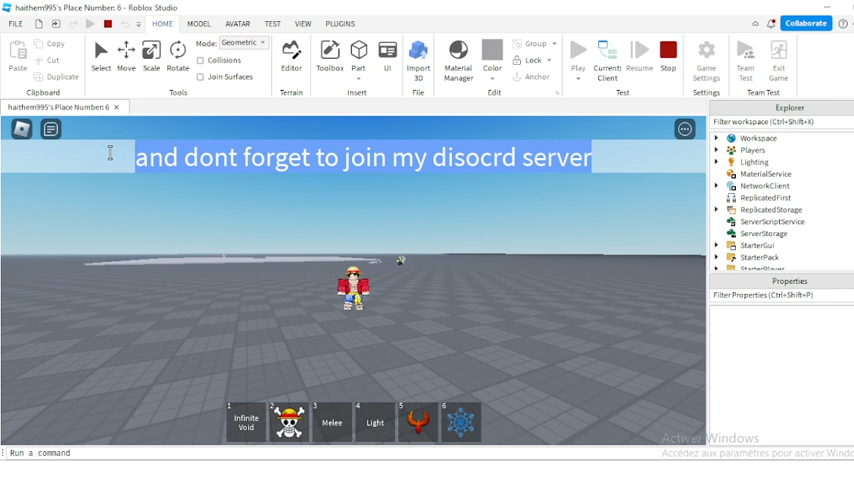 haithem995's Place Number: 6 - Roblox Studio
FILE HOME MODEL AVATAR TEST VIEW PLUGINS Collaborate
Copy
Cut
Duplicate
Paste
Clipboard
Select Move Scale Rotate
Mode: Geometric
Collisions
Join Surfaces
Tools
Editor
Terrain
Toolbox Part UI
Insert
Import 3D
File
Material Manager
Color
Group
Lock
Anchor
Edit
Play Current: Client Resume Stop
Test
Game Settings
Settings
Team Test
Exit Game
Team Test
haithem995's Place Number: 6
and dont forget to join my disocrd server
Explorer
Filter workspace (Ctrl+Shift+X)
Workspace
Players
Lighting
MaterialService
NetworkClient
ReplicatedFirst
ReplicatedStorage
ServerScriptService
ServerStorage
StarterGui
StarterPack
StarterPlayer
Properties
Filter Properties (Ctrl+Shift+P)
1 2 3 4 5 6
Infinite Void
Melee
Light
Activer Windows
Accédez aux paramètres pour activer Windo
Run a command